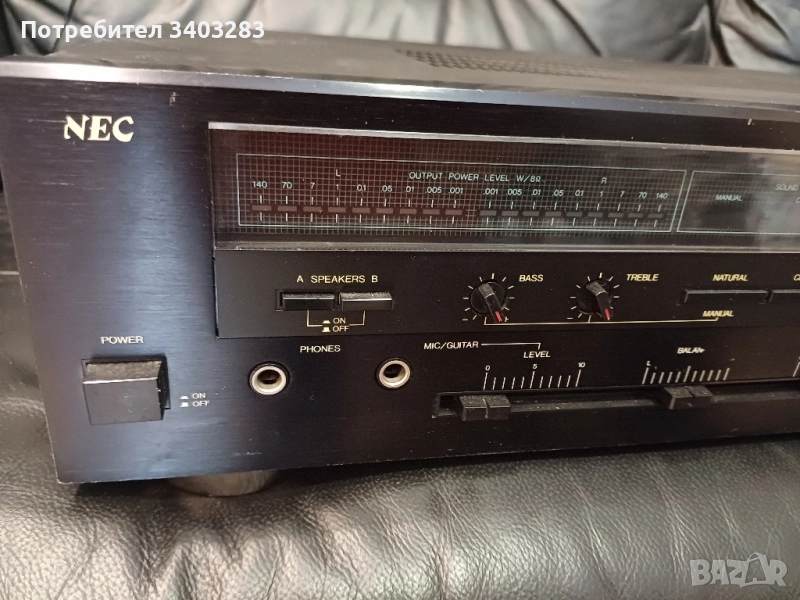 Потребител 3403283
NEC
L OUTPUT POWER LEVEL W/8Ω R
140 70 7 1 .01 .05 .01 .005 .001 .001 .005 .01 .05 .01 1 7 70 140
SOUND
MANUAL
A SPEAKERS B
BASS
TREBLE
NATURAL
ON
OFF
MANUAL
POWER
PHONES
MIC/GUITAR
LEVEL
0 5 10
BALAN
L
ON
OFF
BAZAR